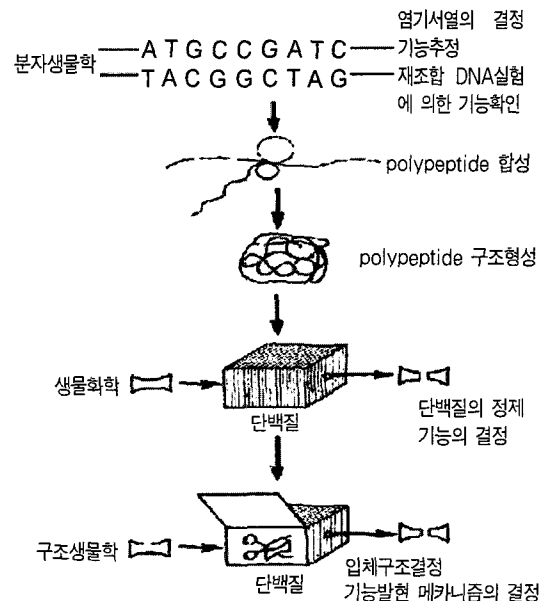 염기서열의 결정
분자생물학
ATGCCGATC
기능추정
TACGGCTAG
재조합 DNA실험
에 의한 기능확인
polypeptide 합성
polypeptide 구조형성
생물화학
단백질
단백질의 정제
기능의 결정
구조생물학
단백질
입체구조결정
기능발현 메카니즘의 결정